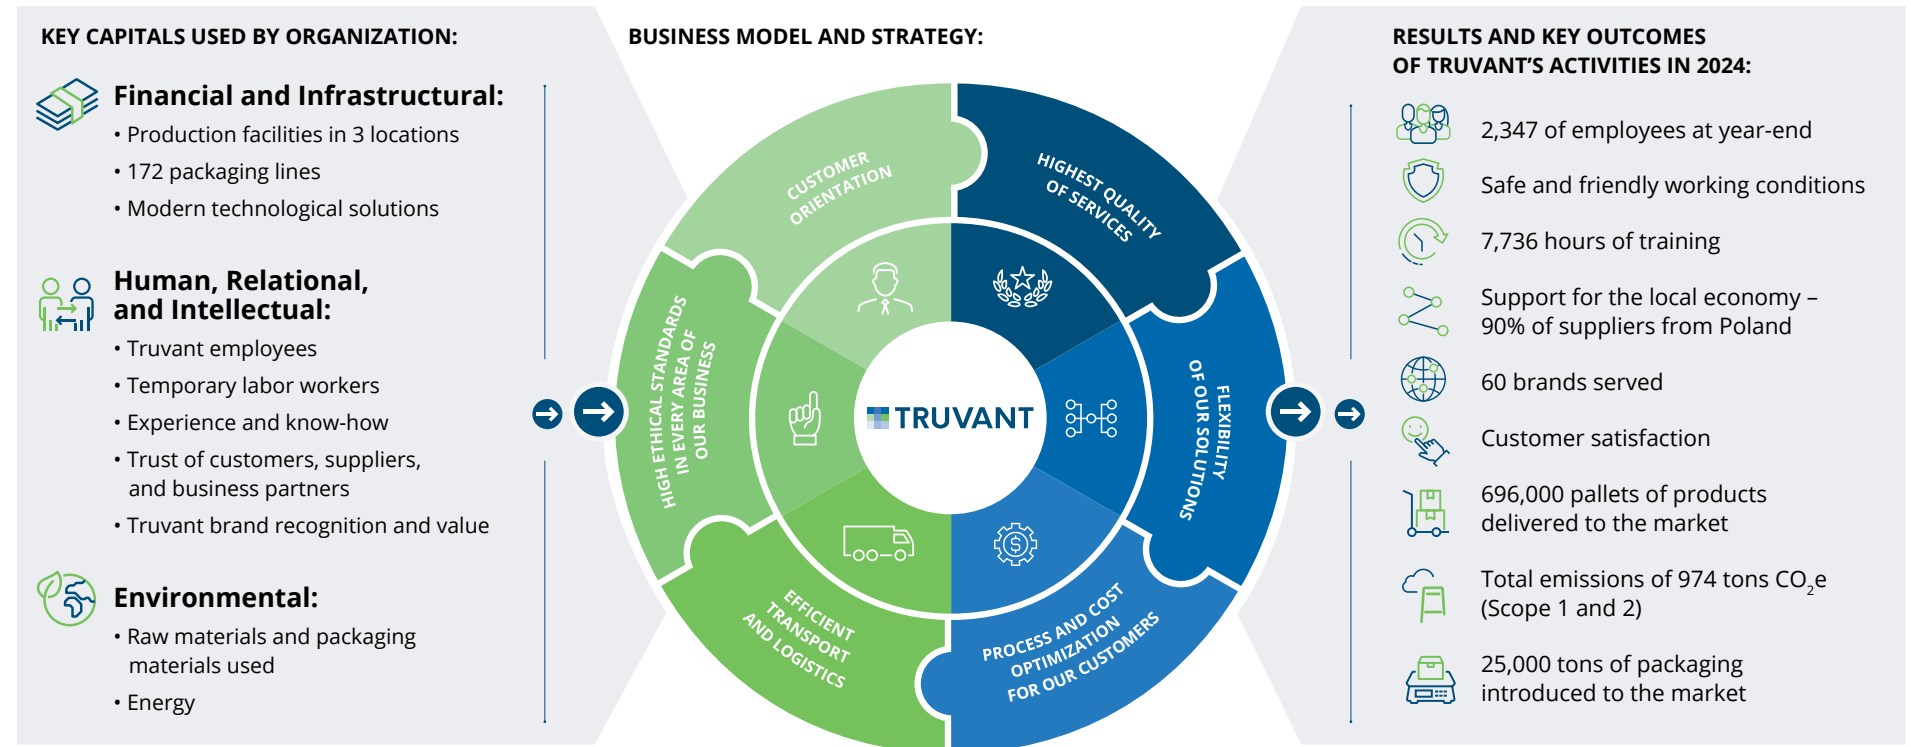 KEY CAPITALS USED BY ORGANIZATION:
Financial and Infrastructural:
• Production facilities in 3 locations
• 172 packaging lines
• Modern technological solutions
Human, Relational,
and Intellectual:
• Truvant employees
• Temporary labor workers
• Experience and know-how
• Trust of customers, suppliers,
and business partners
• Truvant brand recognition and value
Environmental:
• Raw materials and packaging
materials used
• Energy
BUSINESS MODEL AND STRATEGY:
CUSTOMER
ORIENTATION
HIGHEST QUALITY
OF SERVICES
FLEXIBILITY
OF OUR SOLUTIONS
PROCESS AND COST
OPTIMIZATION
FOR OUR CUSTOMERS
EFFICIENT
TRANSPORT
AND LOGISTICS
HIGH ETHICAL STANDARDS
IN EVERY AREA OF
OUR BUSINESS
TRUVANT
$
RESULTS AND KEY OUTCOMES
OF TRUVANT’S ACTIVITIES IN 2024:
2,347 of employees at year-end
Safe and friendly working conditions
7,736 hours of training
Support for the local economy –
90% of suppliers from Poland
60 brands served
Customer satisfaction
696,000 pallets of products
delivered to the market
Total emissions of 974 tons CO₂e
(Scope 1 and 2)
25,000 tons of packaging
introduced to the market